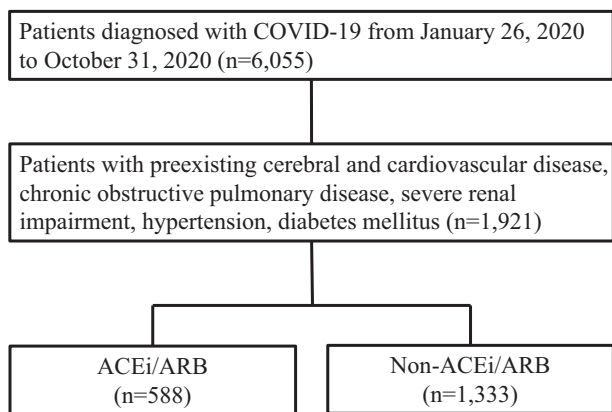 Patients diagnosed with COVID-19 from January 26, 2020
to October 31, 2020 (n=6,055)
Patients with preexisting cerebral and cardiovascular disease,
chronic obstructive pulmonary disease, severe renal
impairment, hypertension, diabetes mellitus (n=1,921)
ACEi/ARB
(n=588)
Non-ACEi/ARB
(n=1,333)